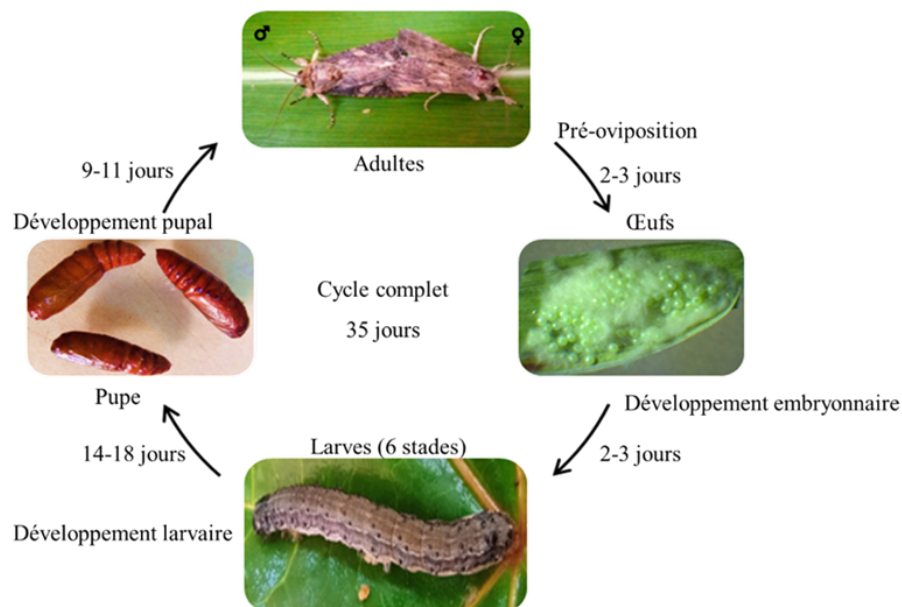 ♂
♀
Adultes
Pré-oviposition
2-3 jours
Œufs
Développement embryonnaire
2-3 jours
Larves (6 stades)
Développement larvaire
14-18 jours
Pupe
Développement pupal
9-11 jours
Cycle complet
35 jours